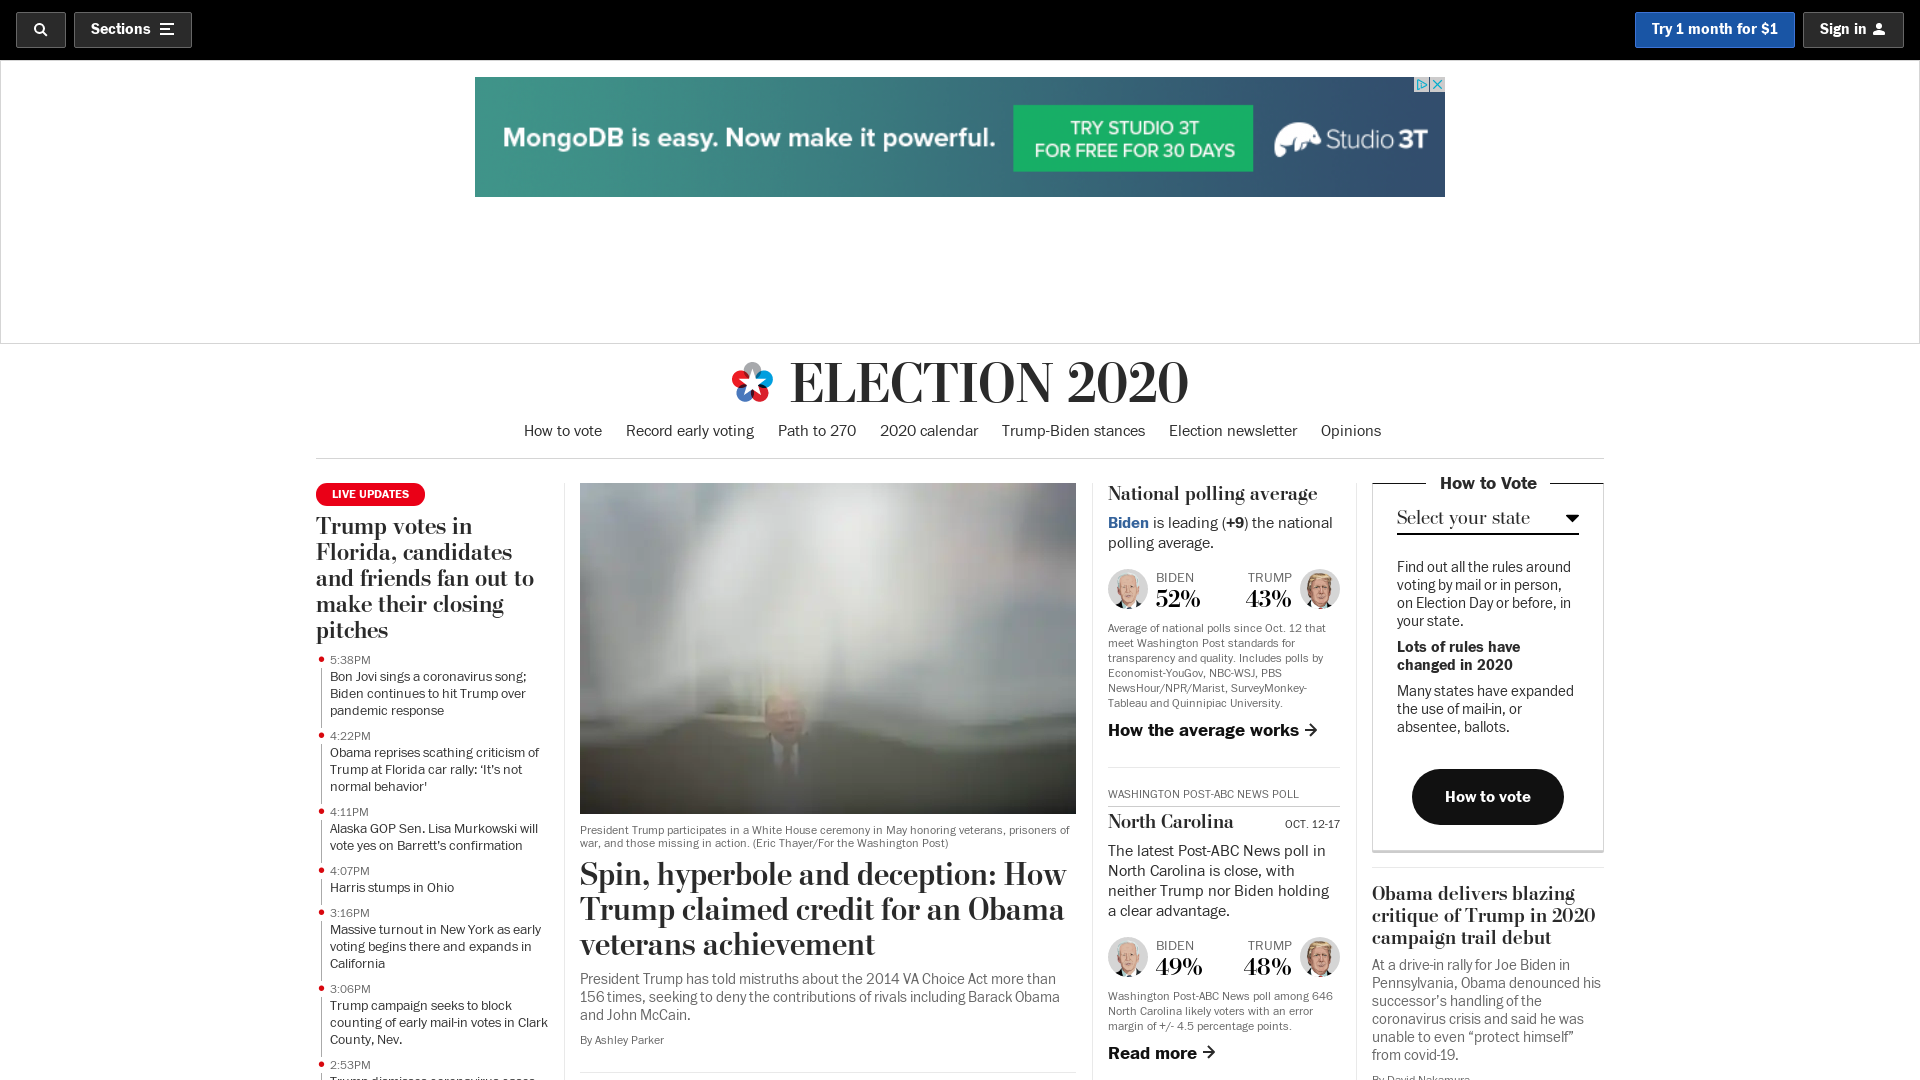 Sections
Try 1 month for $1
Sign in
MongoDB is easy. Now make it powerful.
TRY STUDIO 3T
FOR FREE FOR 30 DAYS
Studio 3T
ELECTION 2020
How to vote
Record early voting
Path to 270
2020 calendar
Trump-Biden stances
Election newsletter
Opinions
LIVE UPDATES
Trump votes in
Florida, candidates
and friends fan out to
make their closing
pitches
5:38PM
Bon Jovi sings a coronavirus song;
Biden continues to hit Trump over
pandemic response
4:22PM
Obama reprises scathing criticism of
Trump at Florida car rally: ‘It’s not
normal behavior'
4:11PM
Alaska GOP Sen. Lisa Murkowski will
vote yes on Barrett’s confirmation
4:07PM
Harris stumps in Ohio
3:16PM
Massive turnout in New York as early
voting begins there and expands in
California
3:06PM
Trump campaign seeks to block
counting of early mail-in votes in Clark
County, Nev.
2:53PM
Trump dismisses coronavirus cases
President Trump participates in a White House ceremony in May honoring veterans, prisoners of
war, and those missing in action. (Eric Thayer/For the Washington Post)
Spin, hyperbole and deception: How
Trump claimed credit for an Obama
veterans achievement
President Trump has told mistruths about the 2014 VA Choice Act more than
156 times, seeking to deny the contributions of rivals including Barack Obama
and John McCain.
By Ashley Parker
National polling average
Biden is leading (+9) the national
polling average.
BIDEN
52%
TRUMP
43%
Average of national polls since Oct. 12 that
meet Washington Post standards for
transparency and quality. Includes polls by
Economist-YouGov, NBC-WSJ, PBS
NewsHour/NPR/Marist, SurveyMonkey-
Tableau and Quinnipiac University.
How the average works
WASHINGTON POST-ABC NEWS POLL
North Carolina
OCT. 12-17
The latest Post-ABC News poll in
North Carolina is close, with
neither Trump nor Biden holding
a clear advantage.
BIDEN
49%
TRUMP
48%
Washington Post-ABC News poll among 646
North Carolina likely voters with an error
margin of +/- 4.5 percentage points.
Read more
How to Vote
Select your state
Find out all the rules around
voting by mail or in person,
on Election Day or before, in
your state.
Lots of rules have
changed in 2020
Many states have expanded
the use of mail-in, or
absentee, ballots.
How to vote
Obama delivers blazing
critique of Trump in 2020
campaign trail debut
At a drive-in rally for Joe Biden in
Pennsylvania, Obama denounced his
successor’s handling of the
coronavirus crisis and said he was
unable to even “protect himself”
from covid-19.
By David Nakamura